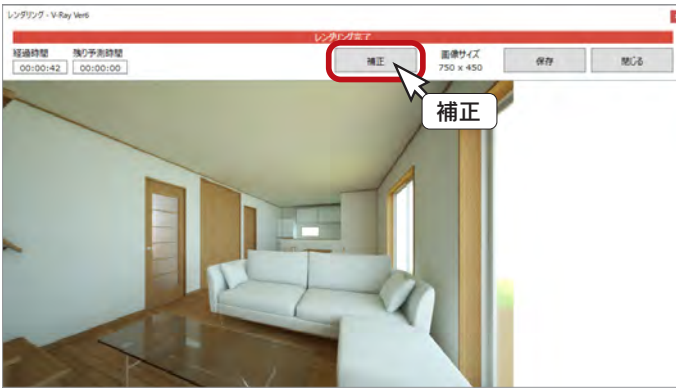 レンダリング - V-Ray Ver6
レンダリング完了
経過時間 残り予測時間
00:00:42 00:00:00
補正
画像サイズ
750 x 450
保存
閉じる
補正